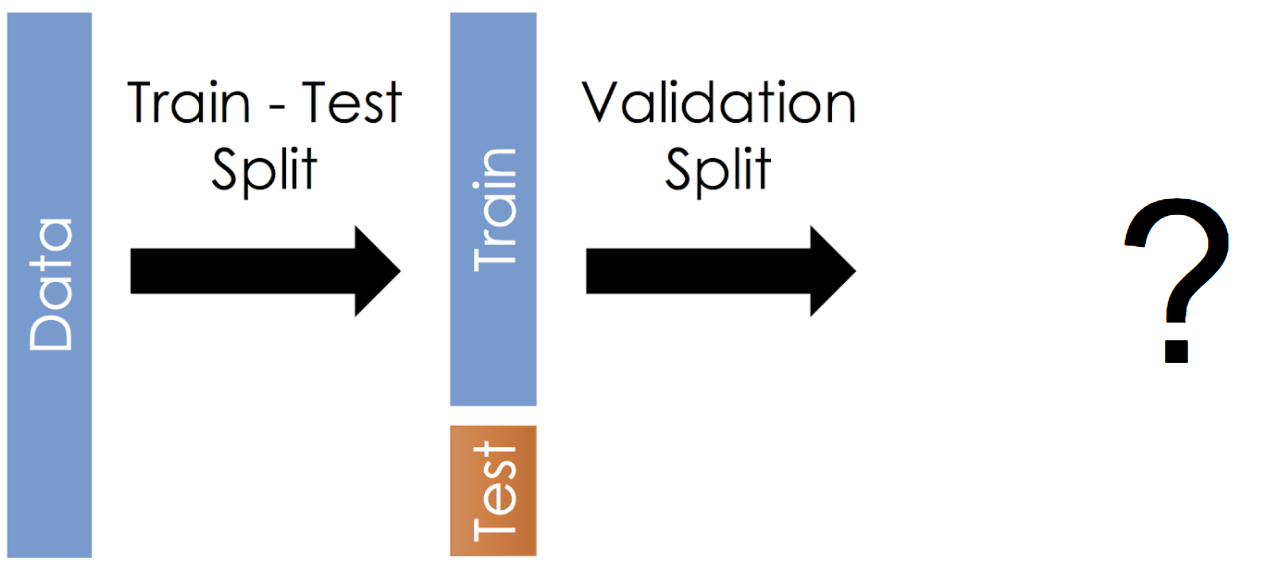 Data
Train - Test
Split
Train
Test
Validation
Split
?